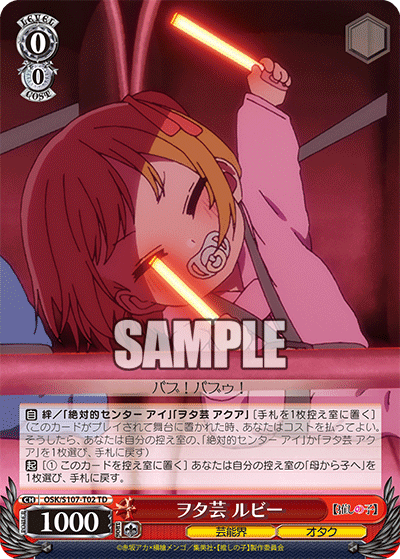 LEVEL
0
0
COST
SAMPLE
バブ！バブゥ！
自 絆／「絶対的センター アイ」「ヲタ芸 アクア」 [手札を1枚控え室に置く]
(このカードがプレイされて舞台に置かれた時、あなたはコストを払ってよい。
そうしたら、あなたは自分の控え室の、「絶対的センター アイ」か「ヲタ芸 アク
ア」を1枚選び、手札に戻す)
起 [① このカードを控え室に置く] あなたは自分の控え室の「母から子へ」を
1枚選び、手札に戻す。
CH OSK/S107-T02 TD
1000
ヲタ芸 ルビー
【推しの子】
芸能界
オタク
©赤坂アカ×横槍メンゴ／集英社・【推しの子】製作委員会